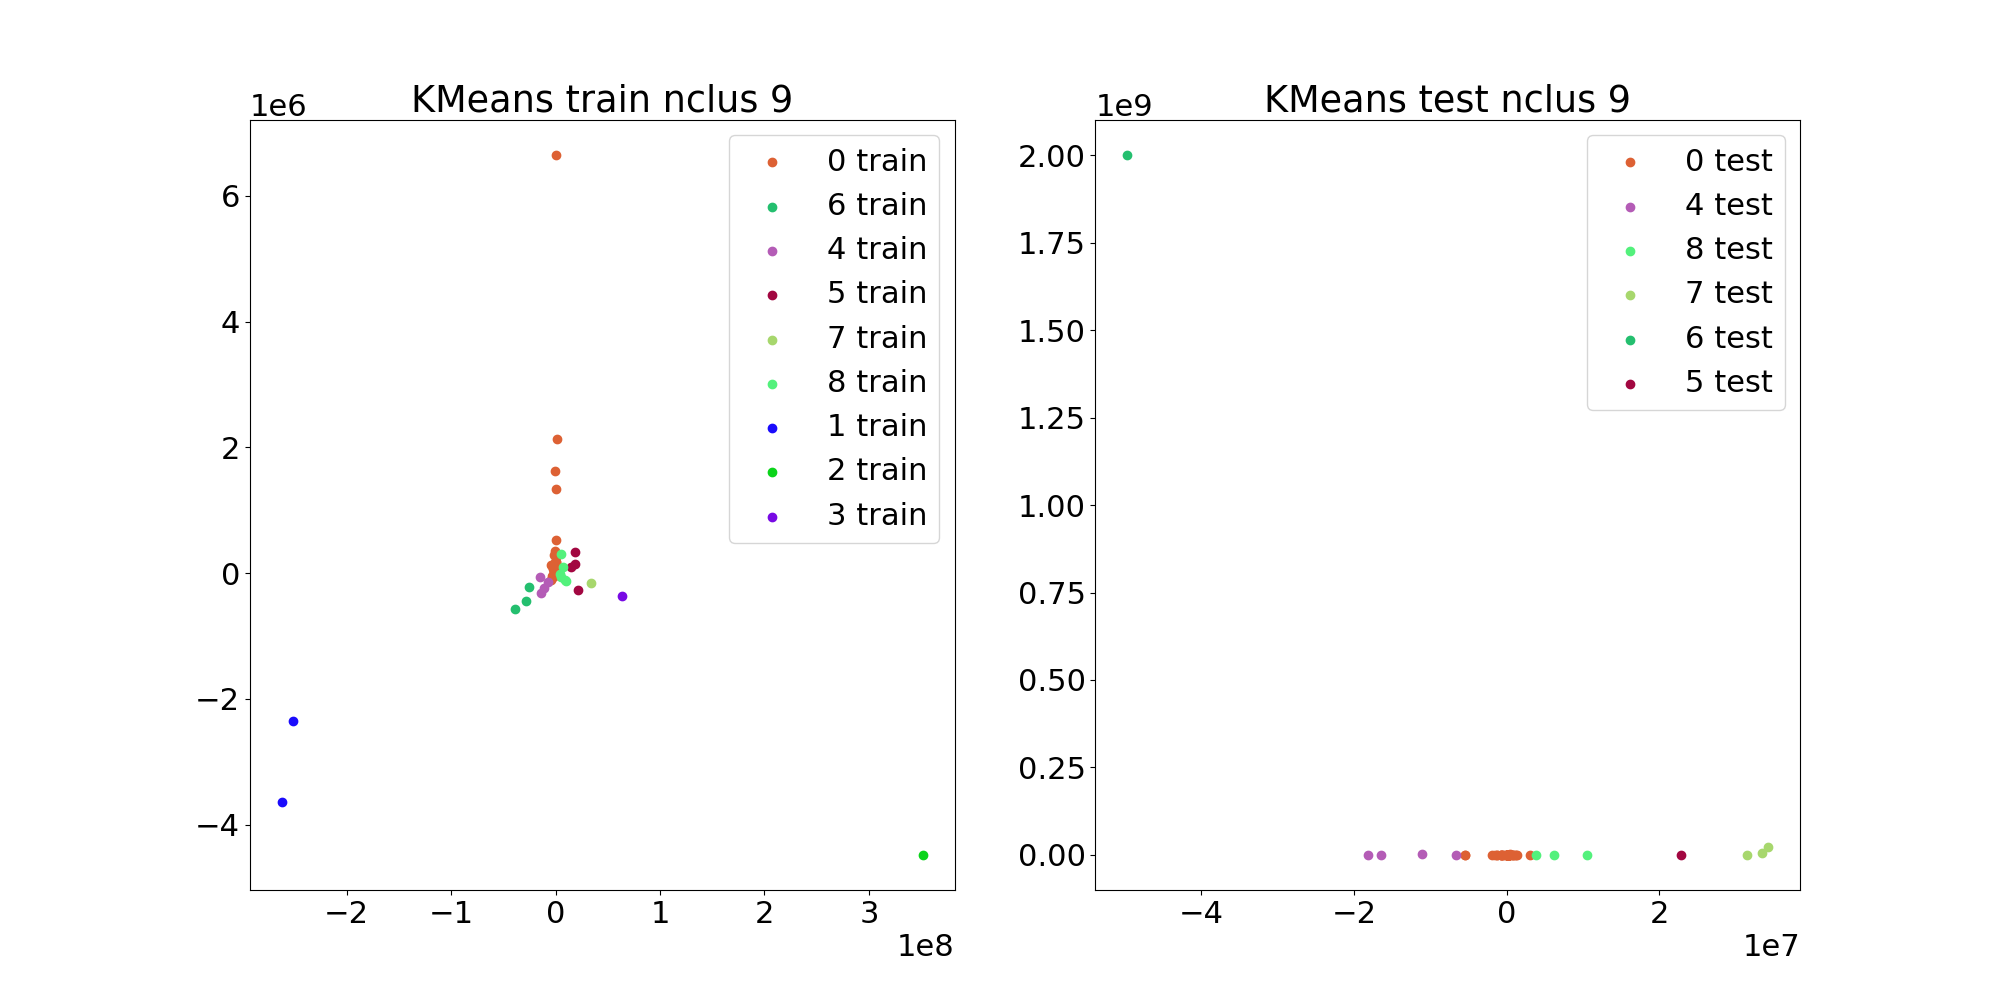 KMeans train nclus 9
1e6
6
4
2
0
−2
−4
−2
−1
0
1
2
3
1e8
0 train
6 train
4 train
5 train
7 train
8 train
1 train
2 train
3 train
KMeans test nclus 9
1e9
2.00
1.75
1.50
1.25
1.00
0.75
0.50
0.25
0.00
−4
−2
0
2
1e7
0 test
4 test
8 test
7 test
6 test
5 test